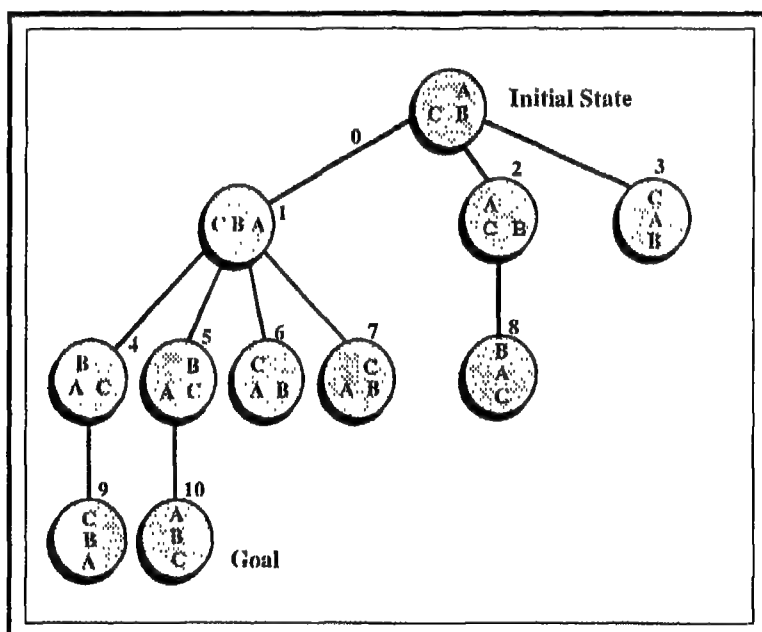 A
C B
Initial State
0
1
C B A
2
A
C B
3
C
A
B
4
B
A C
5
B
A C
6
C
A B
7
C
A B
8
B
A
C
9
C
B
A
10
A
B
C
Goal